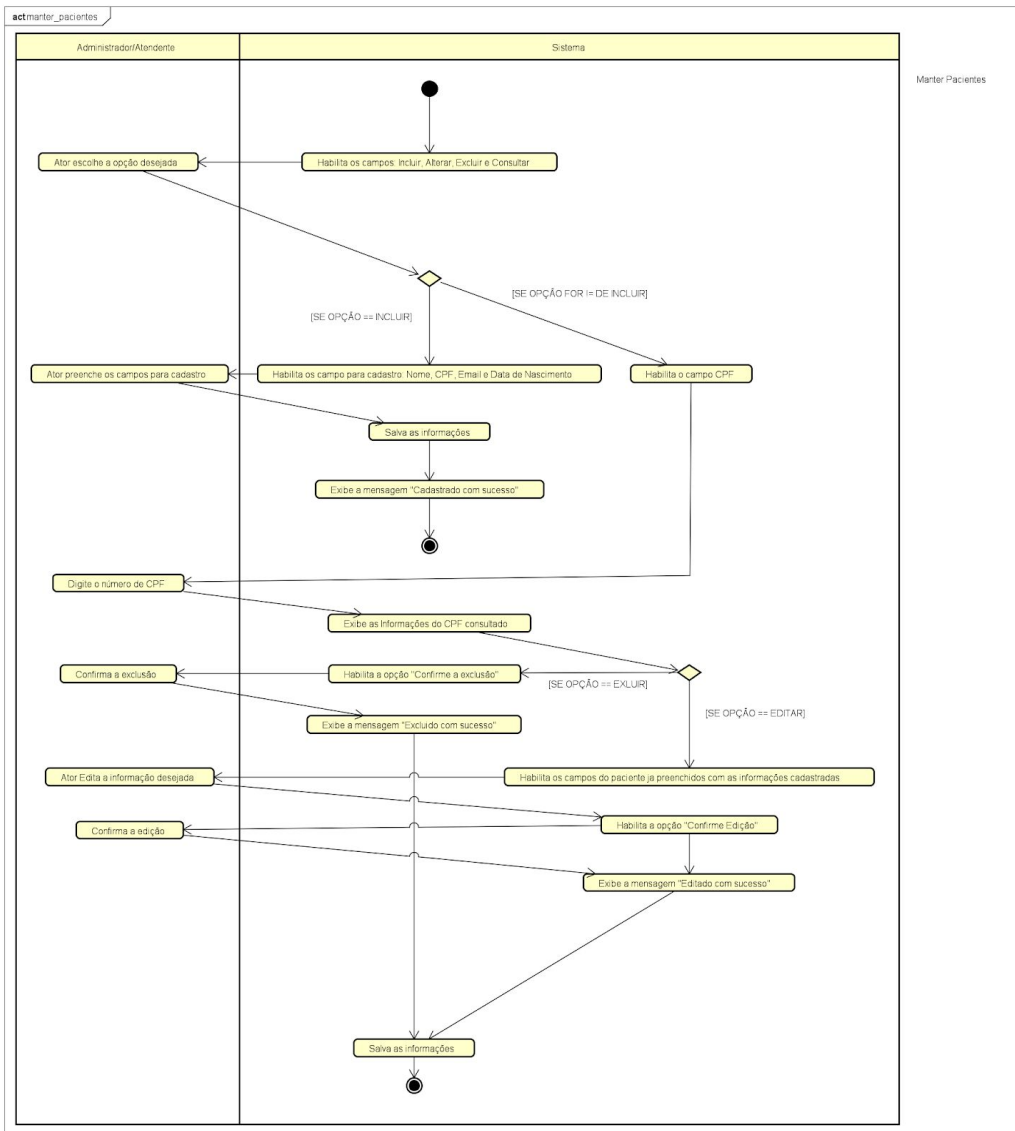 act manter_pacientes
Administrador/Atendente
Sistema
Manter Pacientes
Ator escolhe a opção desejada
Habilita os campos: Incluir, Alterar, Excluir e Consultar
[SE OPÇÃO FOR != DE INCLUIR]
[SE OPÇÃO == INCLUIR]
Ator preenche os campos para cadastro
Habilita os campo para cadastro: Nome, CPF, Email e Data de Nascimento
Habilita o campo CPF
Salva as informações
Exibe a mensagem "Cadastrado com sucesso"
Digite o número de CPF
Exibe as Informações do CPF consultado
Confirma a exclusão
Habilita a opção "Confirme a exclusão"
[SE OPÇÃO == EXLUIR]
[SE OPÇÃO == EDITAR]
Exibe a mensagem "Excluido com sucesso"
Ator Edita a informação desejada
Habilita os campos do paciente ja preenchidos com as informações cadastradas
Confirma a edição
Habilita a opção "Confirme Edição"
Exibe a mensagem "Editado com sucesso"
Salva as informações